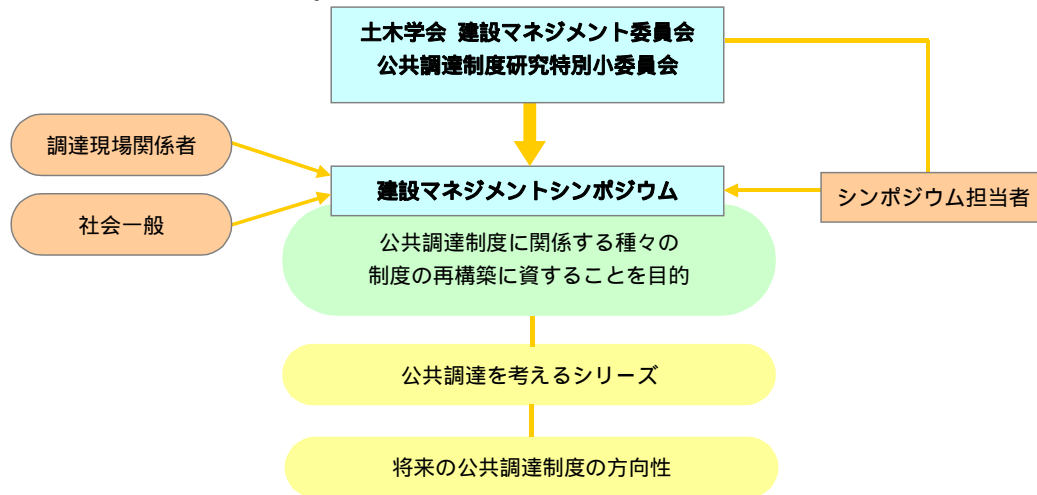 土木学会 建設マネジメント委員会
公共調達制度研究特別小委員会
調達現場関係者
建設マネジメントシンポジウム
シンポジウム担当者
社会一般
公共調達制度に関係する種々の
制度の再構築に資することを目的
公共調達を考えるシリーズ
将来の公共調達制度の方向性